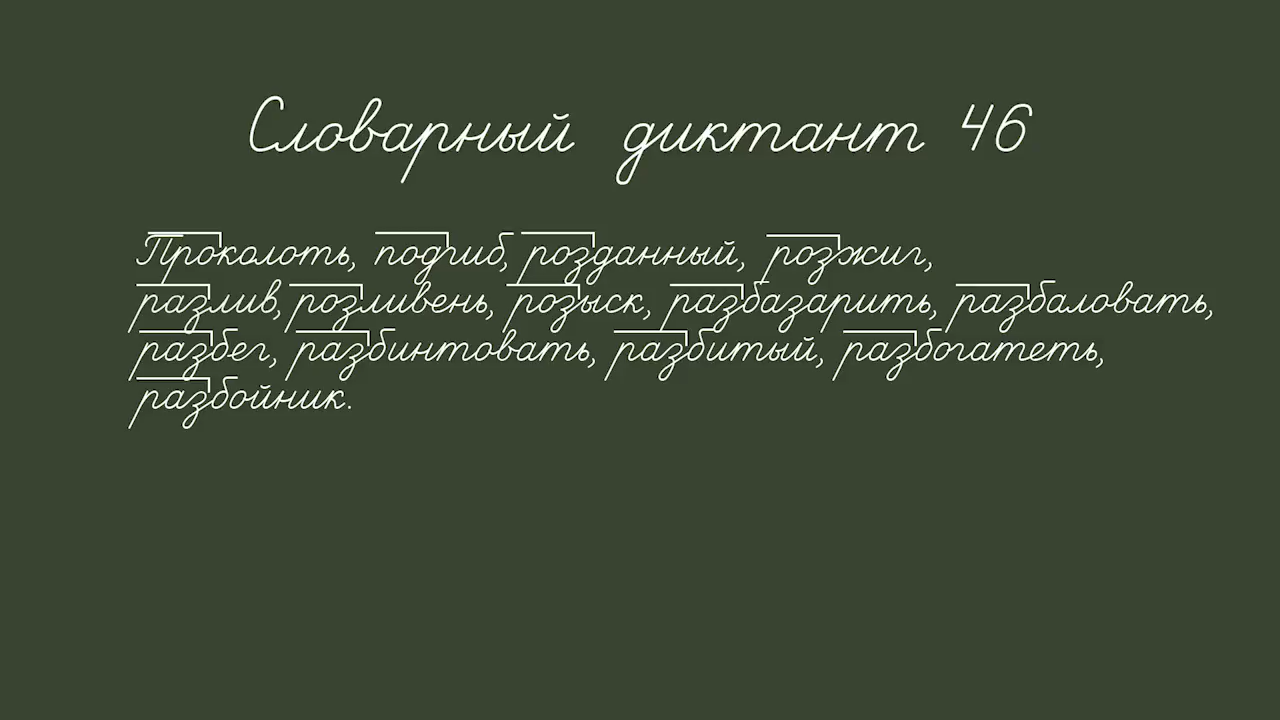 Словарный диктант 46
Проколоть, подгиб, розданный, розжиг,
разлив, розливень, розыск, разбазарить, разбаловать,
разбег, разбинтовать, разбитый, разбогатеть,
разбойник.